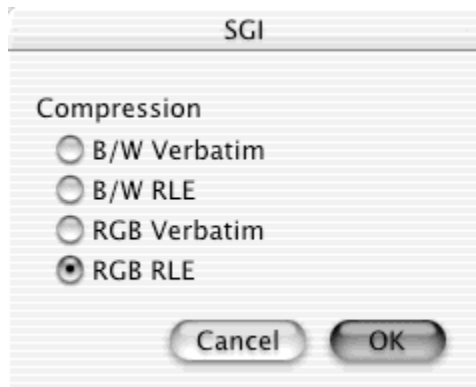 SGI
Compression
B/W Verbatim
B/W RLE
RGB Verbatim
RGB RLE
Cancel OK